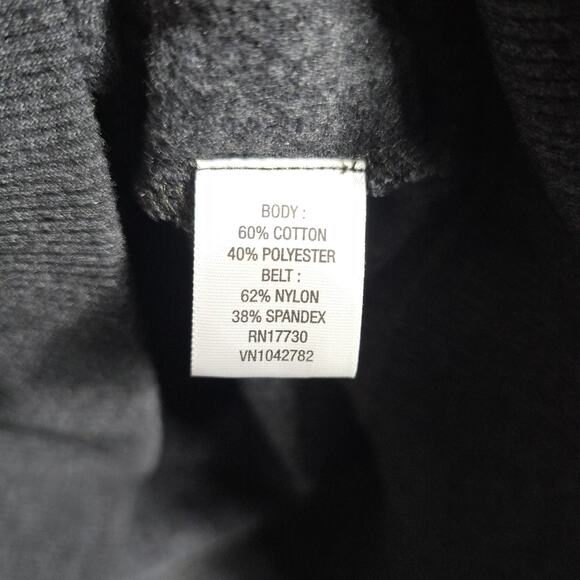 BODY :
60% COTTON
40% POLYESTER
BELT :
62% NYLON
38% SPANDEX
RN17730
VN1042782